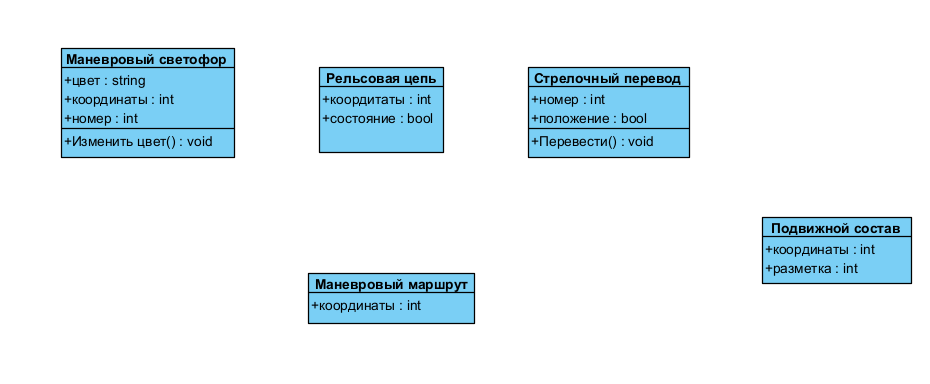 Маневровый светофор
+цвет : string
+координаты : int
+номер : int
+Изменить цвет() : void
Рельсовая цепь
+коордитаты : int
+состояние : bool
Стрелочный перевод
+номер : int
+положение : bool
+Перевести() : void
Подвижной состав
+координаты : int
+разметка : int
Маневровый маршрут
+координаты : int